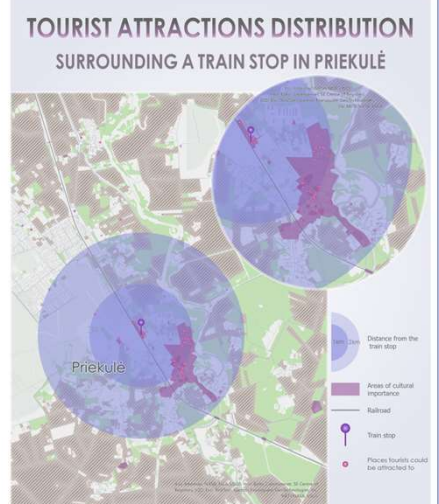 TOURIST ATTRACTIONS DISTRIBUTION
SURROUNDING A TRAIN STOP IN PRIEKULĖ
Priekulė
Distance from the
train stop
Areas of cultural
importance
Railroad
Train stop
Places tourists could
be attracted to